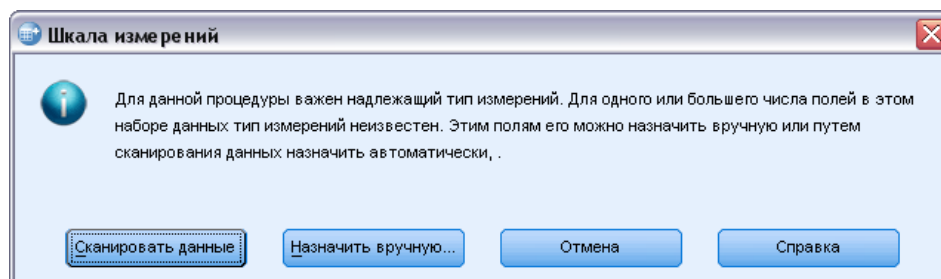 Шкала измерений
Для данной процедуры важен надлежащий тип измерений. Для одного или большего числа полей в этом
наборе данных тип измерений неизвестен. Этим полям его можно назначить вручную или путем
сканирования данных назначить автоматически, .
Сканировать данные
Назначить вручную...
Отмена
Справка